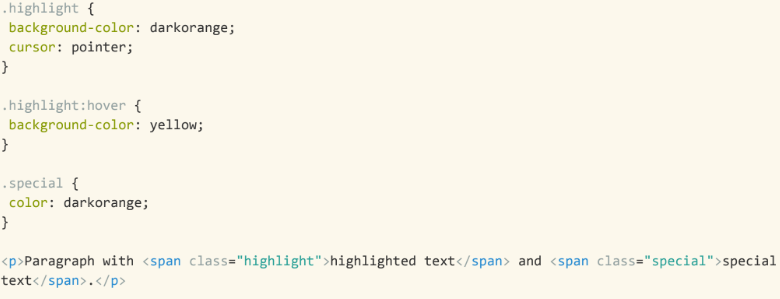 .highlight {
 background-color: darkorange;
 cursor: pointer;
}

.highlight:hover {
 background-color: yellow;
}

.special {
 color: darkorange;
}

<p>Paragraph with <span class="highlight">highlighted text</span> and <span class="special">special
text</span>.</p>